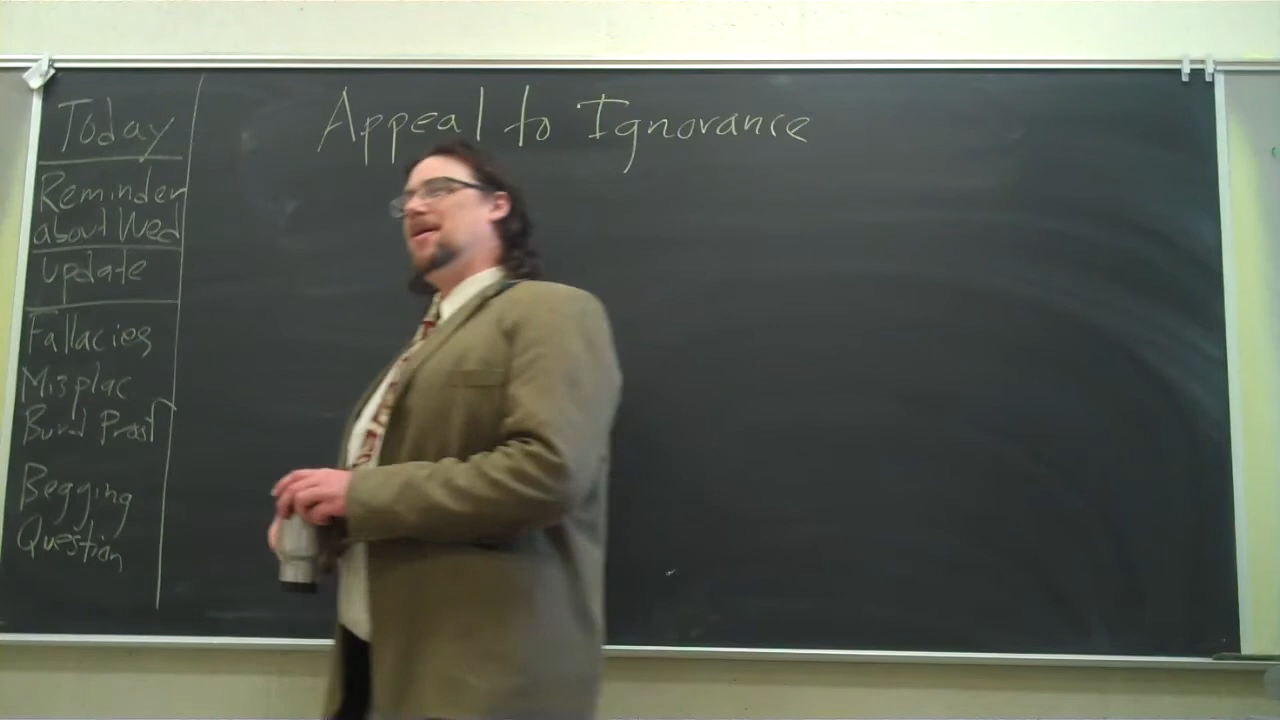 Today
Reminder
about Wed
update
Fallacies
Misplac
Burd Proof
Begging
Question
Appeal to Ignorance